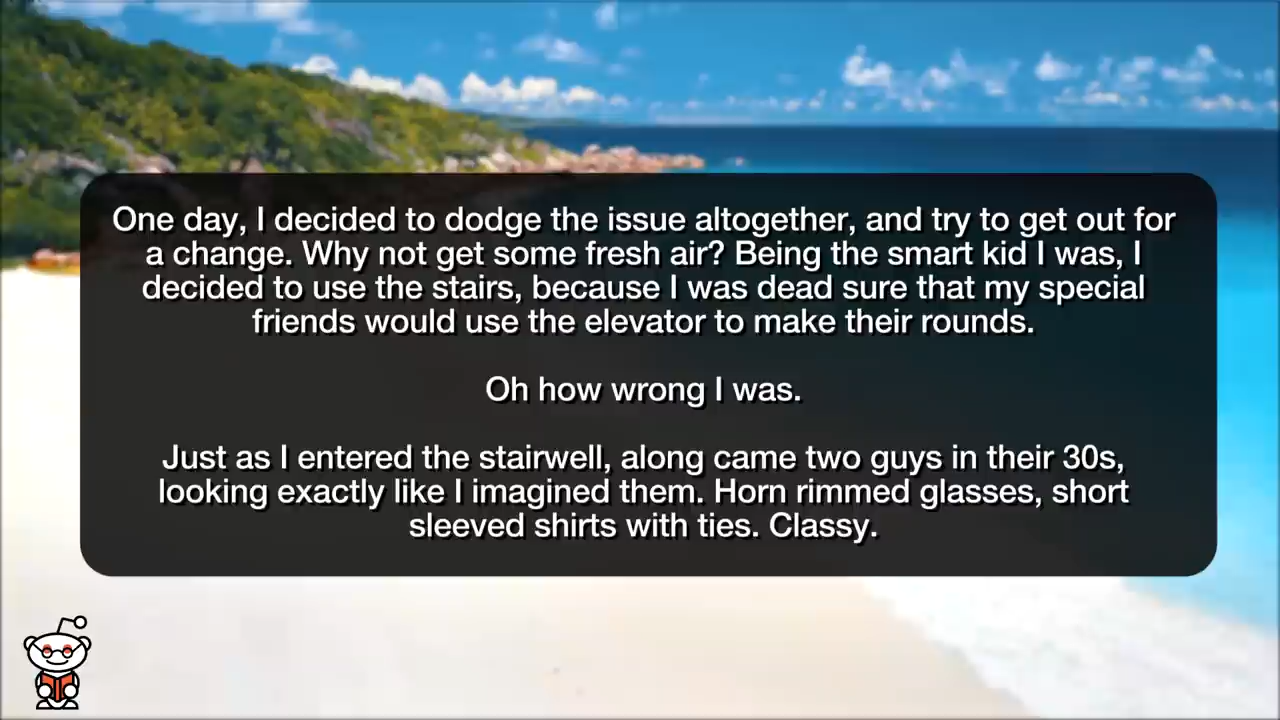 One day, I decided to dodge the issue altogether, and try to get out for
a change. Why not get some fresh air? Being the smart kid I was, I
decided to use the stairs, because I was dead sure that my special
friends would use the elevator to make their rounds.
Oh how wrong I was.
Just as I entered the stairwell, along came two guys in their 30s,
looking exactly like I imagined them. Horn rimmed glasses, short
sleeved shirts with ties. Classy.